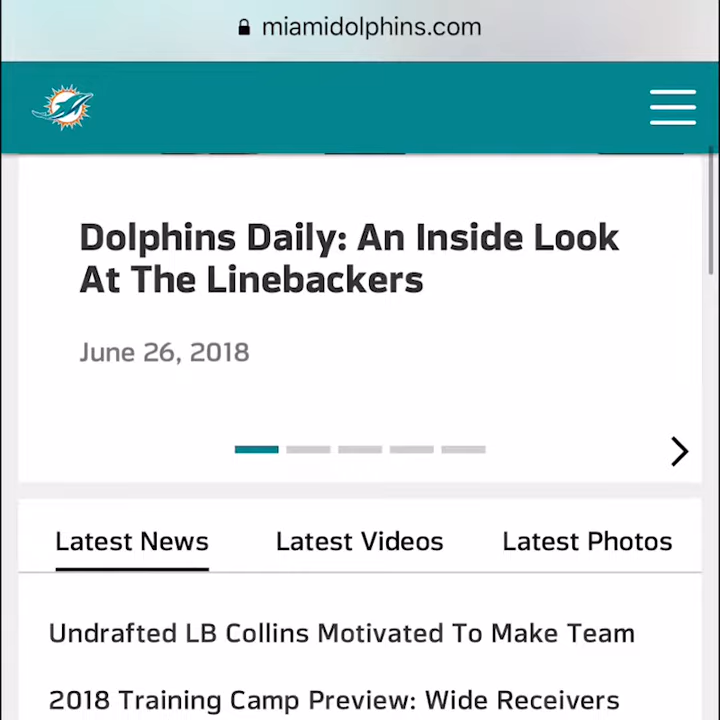 miamidolphins.com
Dolphins Daily: An Inside Look
At The Linebackers
June 26, 2018
Latest News
Latest Videos
Latest Photos
Undrafted LB Collins Motivated To Make Team
2018 Training Camp Preview: Wide Receivers